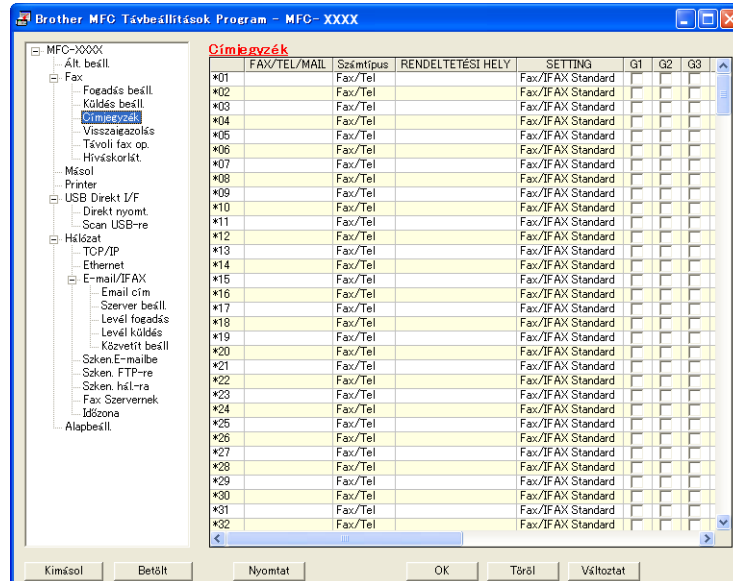 Brother MFC Távbeállítások Program - MFC- XXXX
MFC-XXXX
Ált. beáll.
Fax
Fogadás beáll.
Küldés beáll.
Címjegyzék
Visszaigazolás
Távoli fax op.
Híváskorlát.
Másol
Printer
USB Direkt I/F
Direkt nyomt.
Scan USB-re
Hálózat
TCP/IP
Ethernet
E-mail/IFAX
Email cím
Szerver beáll.
Levél fogadás
Levél küldés
Közvetít beáll
Szken.E-mailbe
Szken. FTP-re
Szken. hál.-ra
Fax Szervernek
Időzona
Alapbeáll.
Címjegyzék
FAX/TEL/MAIL Számtípus RENDELTETÉSI HELY SETTING G1 G2 G3
*01 Fax/Tel Fax/IFAX Standard
*02 Fax/Tel Fax/IFAX Standard
*03 Fax/Tel Fax/IFAX Standard
*04 Fax/Tel Fax/IFAX Standard
*05 Fax/Tel Fax/IFAX Standard
*06 Fax/Tel Fax/IFAX Standard
*07 Fax/Tel Fax/IFAX Standard
*08 Fax/Tel Fax/IFAX Standard
*09 Fax/Tel Fax/IFAX Standard
*10 Fax/Tel Fax/IFAX Standard
*11 Fax/Tel Fax/IFAX Standard
*12 Fax/Tel Fax/IFAX Standard
*13 Fax/Tel Fax/IFAX Standard
*14 Fax/Tel Fax/IFAX Standard
*15 Fax/Tel Fax/IFAX Standard
*16 Fax/Tel Fax/IFAX Standard
*17 Fax/Tel Fax/IFAX Standard
*18 Fax/Tel Fax/IFAX Standard
*19 Fax/Tel Fax/IFAX Standard
*20 Fax/Tel Fax/IFAX Standard
*21 Fax/Tel Fax/IFAX Standard
*22 Fax/Tel Fax/IFAX Standard
*23 Fax/Tel Fax/IFAX Standard
*24 Fax/Tel Fax/IFAX Standard
*25 Fax/Tel Fax/IFAX Standard
*26 Fax/Tel Fax/IFAX Standard
*27 Fax/Tel Fax/IFAX Standard
*28 Fax/Tel Fax/IFAX Standard
*29 Fax/Tel Fax/IFAX Standard
*30 Fax/Tel Fax/IFAX Standard
*31 Fax/Tel Fax/IFAX Standard
*32 Fax/Tel Fax/IFAX Standard
Kimásol Betölt Nyomtat OK Töröl Változtat